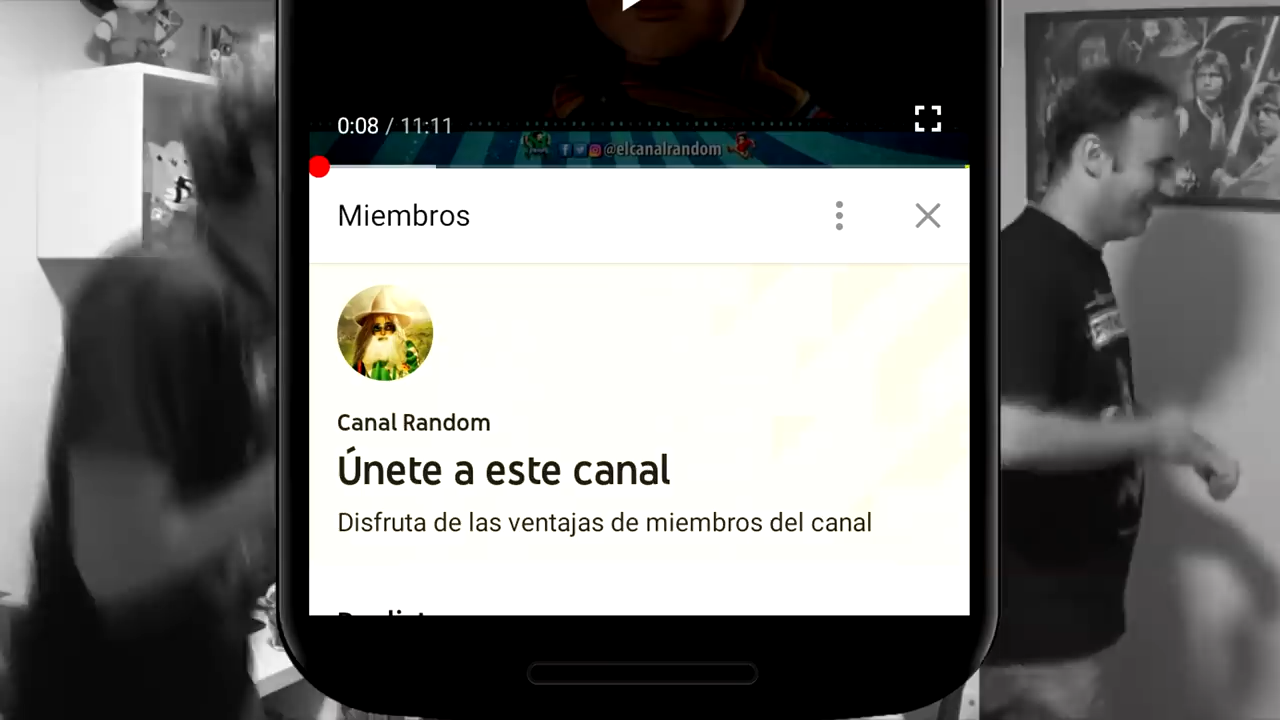 0:08 / 11:11
@elcanalrandom
Miembros
Canal Random
Únete a este canal
Disfruta de las ventajas de miembros del canal